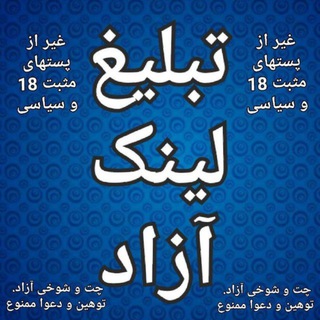 غیر از
پستهای
مثبت 18
و سیاسی
تبلیغ
لینک
آزاد
غیر از
پستهای
مثبت 18
و سیاسی
چت و شوخی آزاد.
توهین و دعوا ممنوع
چت و شوخی آزاد.
توهین و دعوا ممنوع